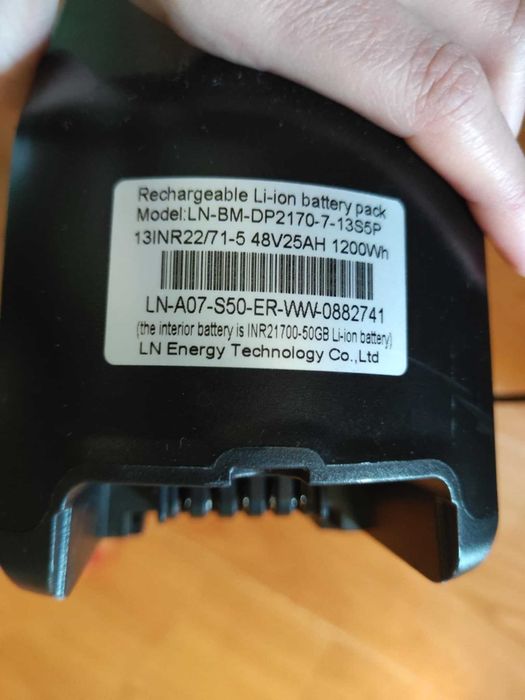 Rechargeable Li-ion battery pack
Model:LN-BM-DP2170-7-13S5P
13INR22/71-5 48V25AH 1200Wh
LN-A07-S50-ER-WW-0882741
(the interior battery is INR21700-50GB Li-ion battery)
LN Energy Technology Co.,Ltd